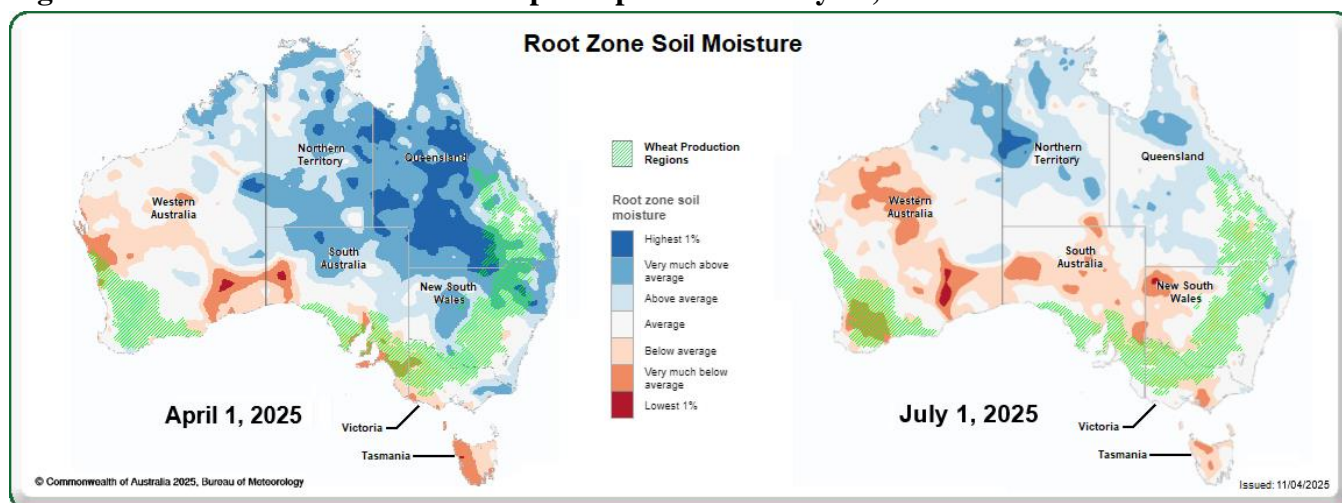 Root Zone Soil Moisture
Northern
Territory
Queensland
Western
Australia
South
Australia
New South
Wales
April 1, 2025
Victoria
Tasmania
© Commonwealth of Australia 2025, Bureau of Meteorology
Wheat Production
Regions
Root zone soil
moisture
Highest 1%
Very much above
average
Above average
Average
Below average
Very much below
average
Lowest 1%
Northern
Territory
Queensland
Western
Australia
South
Australia
New South
Wales
July 1, 2025
Victoria
Tasmania
Issued: 11/04/2025